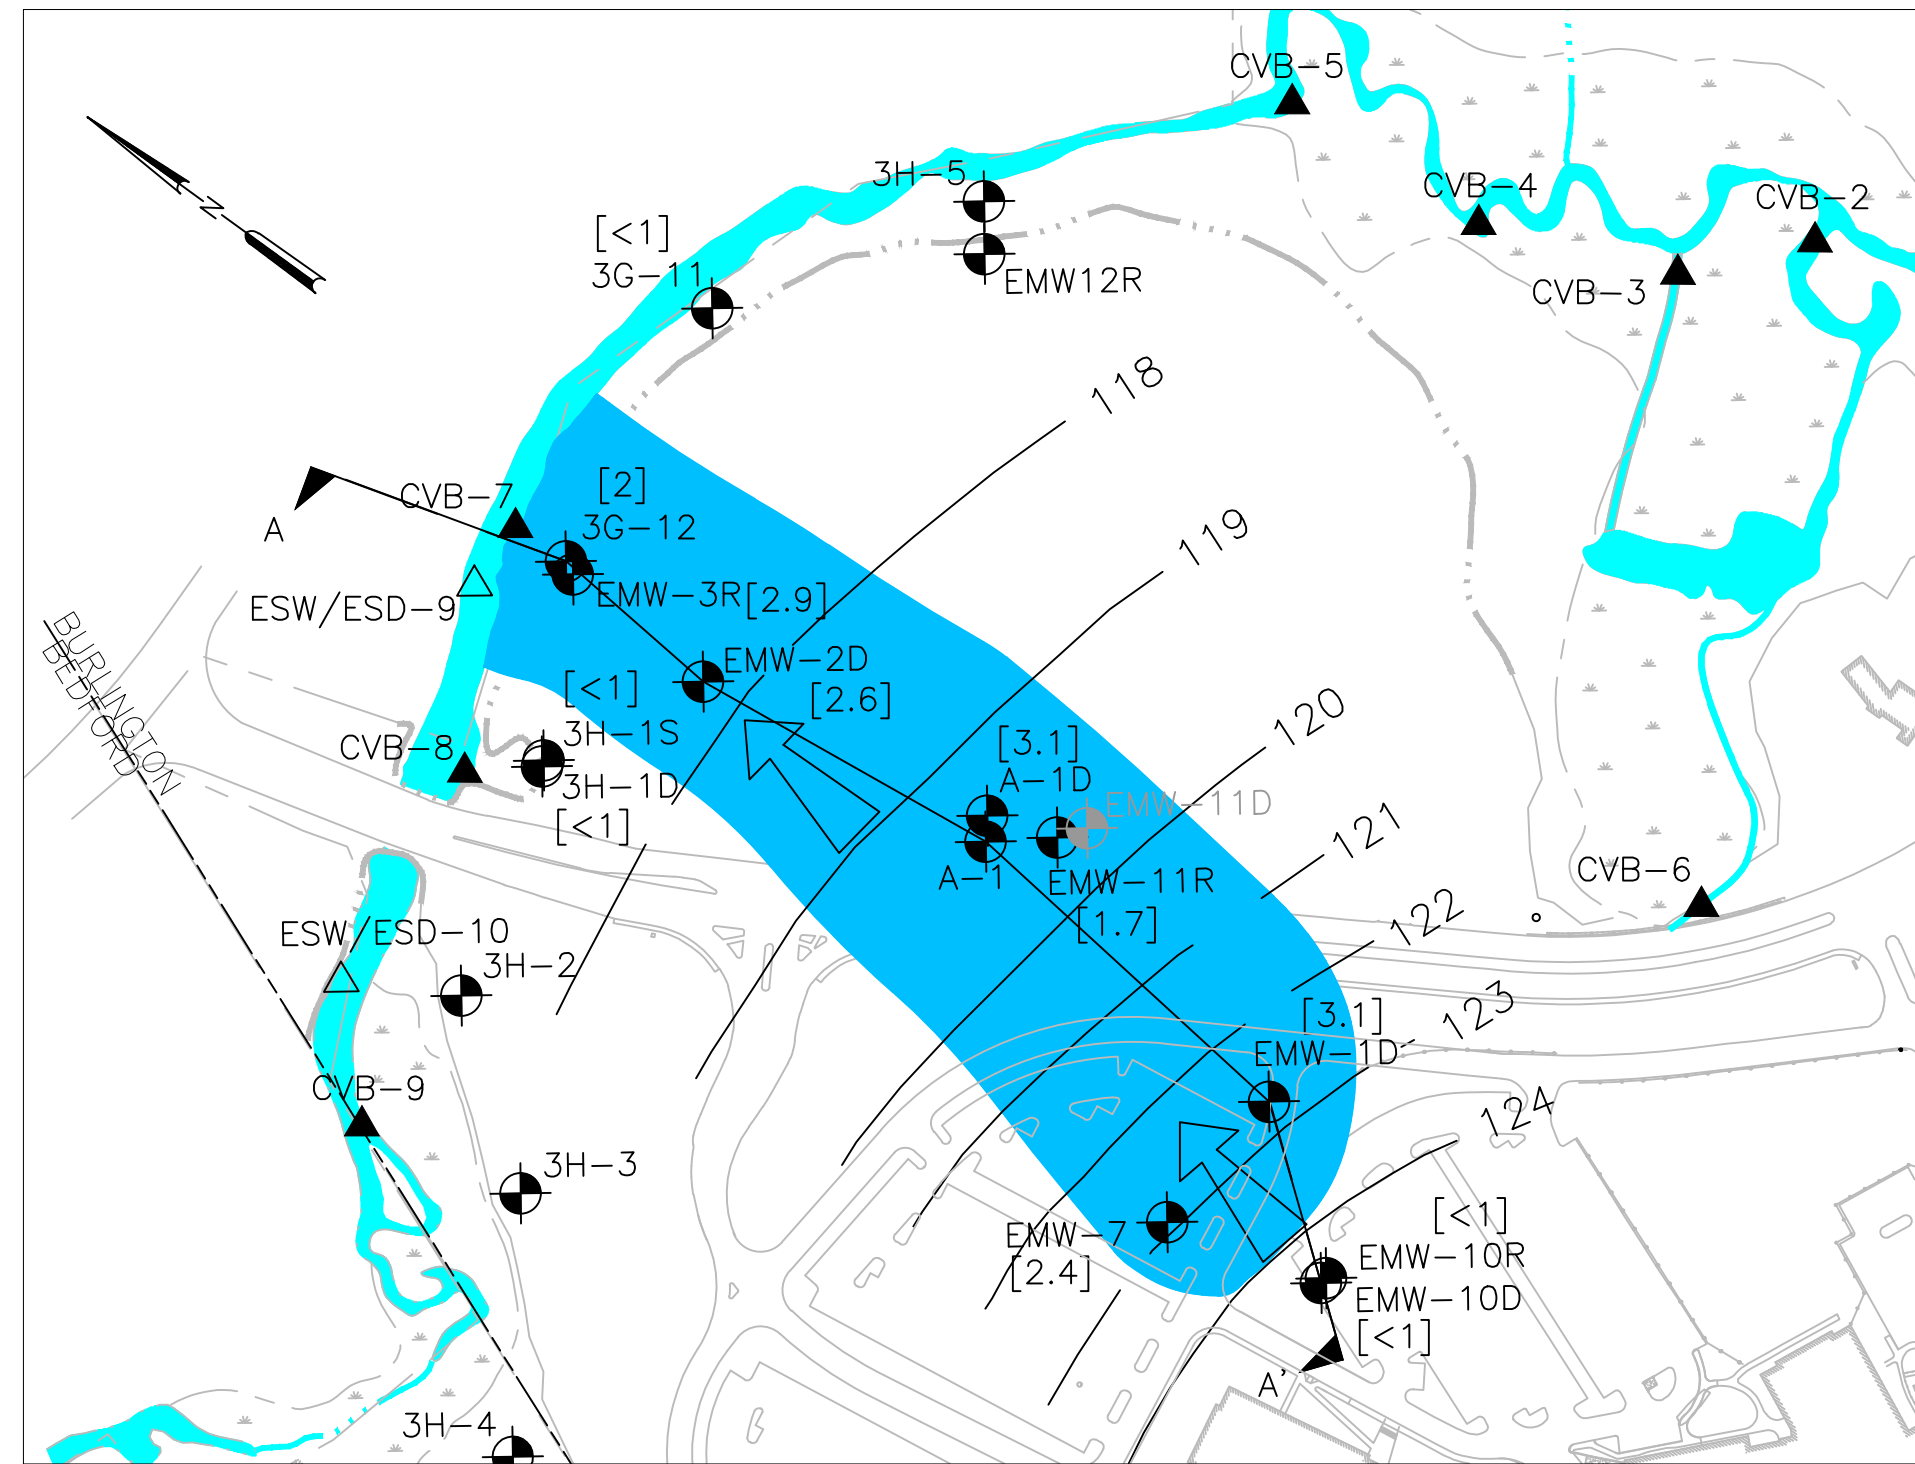 CVB-5
3H-5
CVB-4
CVB-2
N
[<1]
3G-11
EMW12R
CVB-3
118
[2]
CVB-7
3G-12
A
119
EMW-3R[2.9]
ESW/ESD-9
BURLINGTON
BEDFORD
EMW-2D
[2.6]
[<1]
3H-1S
CVB-8
3H-1D
[<1]
120
[3.1]
A-1D
EMW-11D
A-1
EMW-11R
[1.7]
121
CVB-6
122
ESW/ESD-10
3H-2
123
[3.1]
EMW-1D
CVB-9
124
3H-3
EMW-7
[2.4]
[<1]
EMW-10R
EMW-10D
[<1]
A'
3H-4